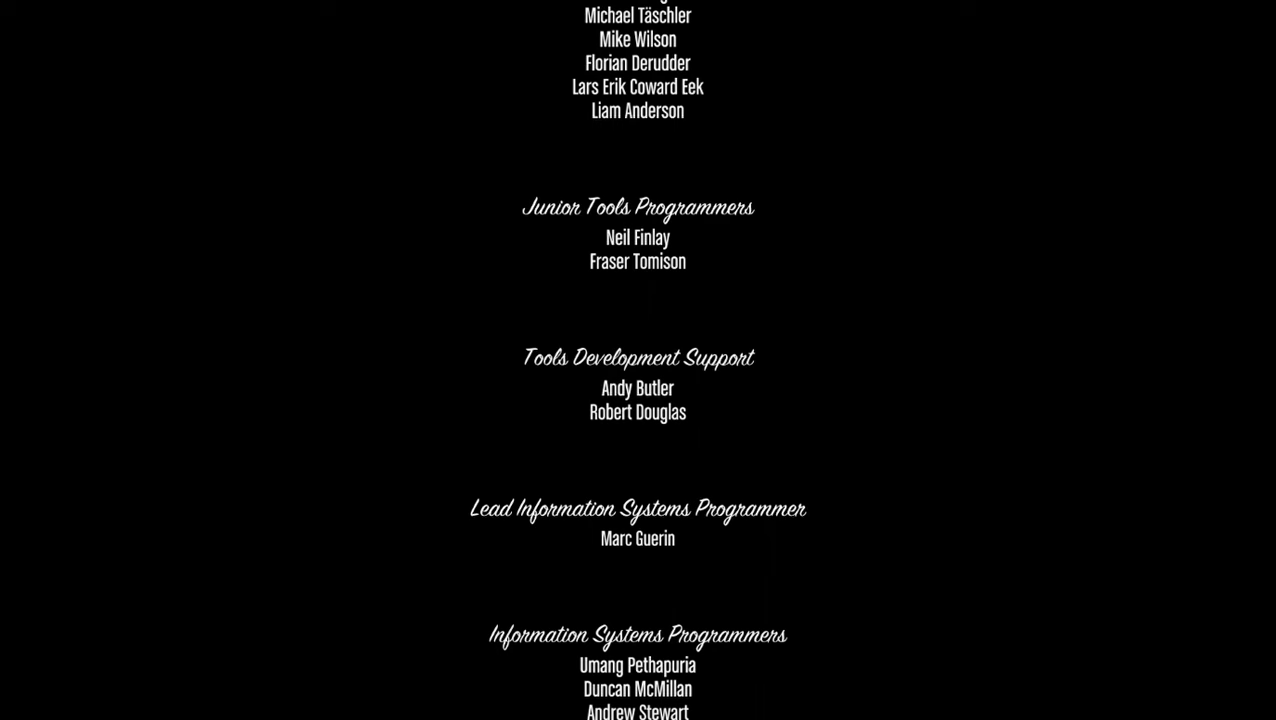 Michael Täschler
Mike Wilson
Florian Derudder
Lars Erik Coward Eek
Liam Anderson
Junior Tools Programmers
Neil Finlay
Fraser Tomison
Tools Development Support
Andy Butler
Robert Douglas
Lead Information Systems Programmer
Marc Guerin
Information Systems Programmers
Umang Pethapuria
Duncan McMillan
Andrew Stewart